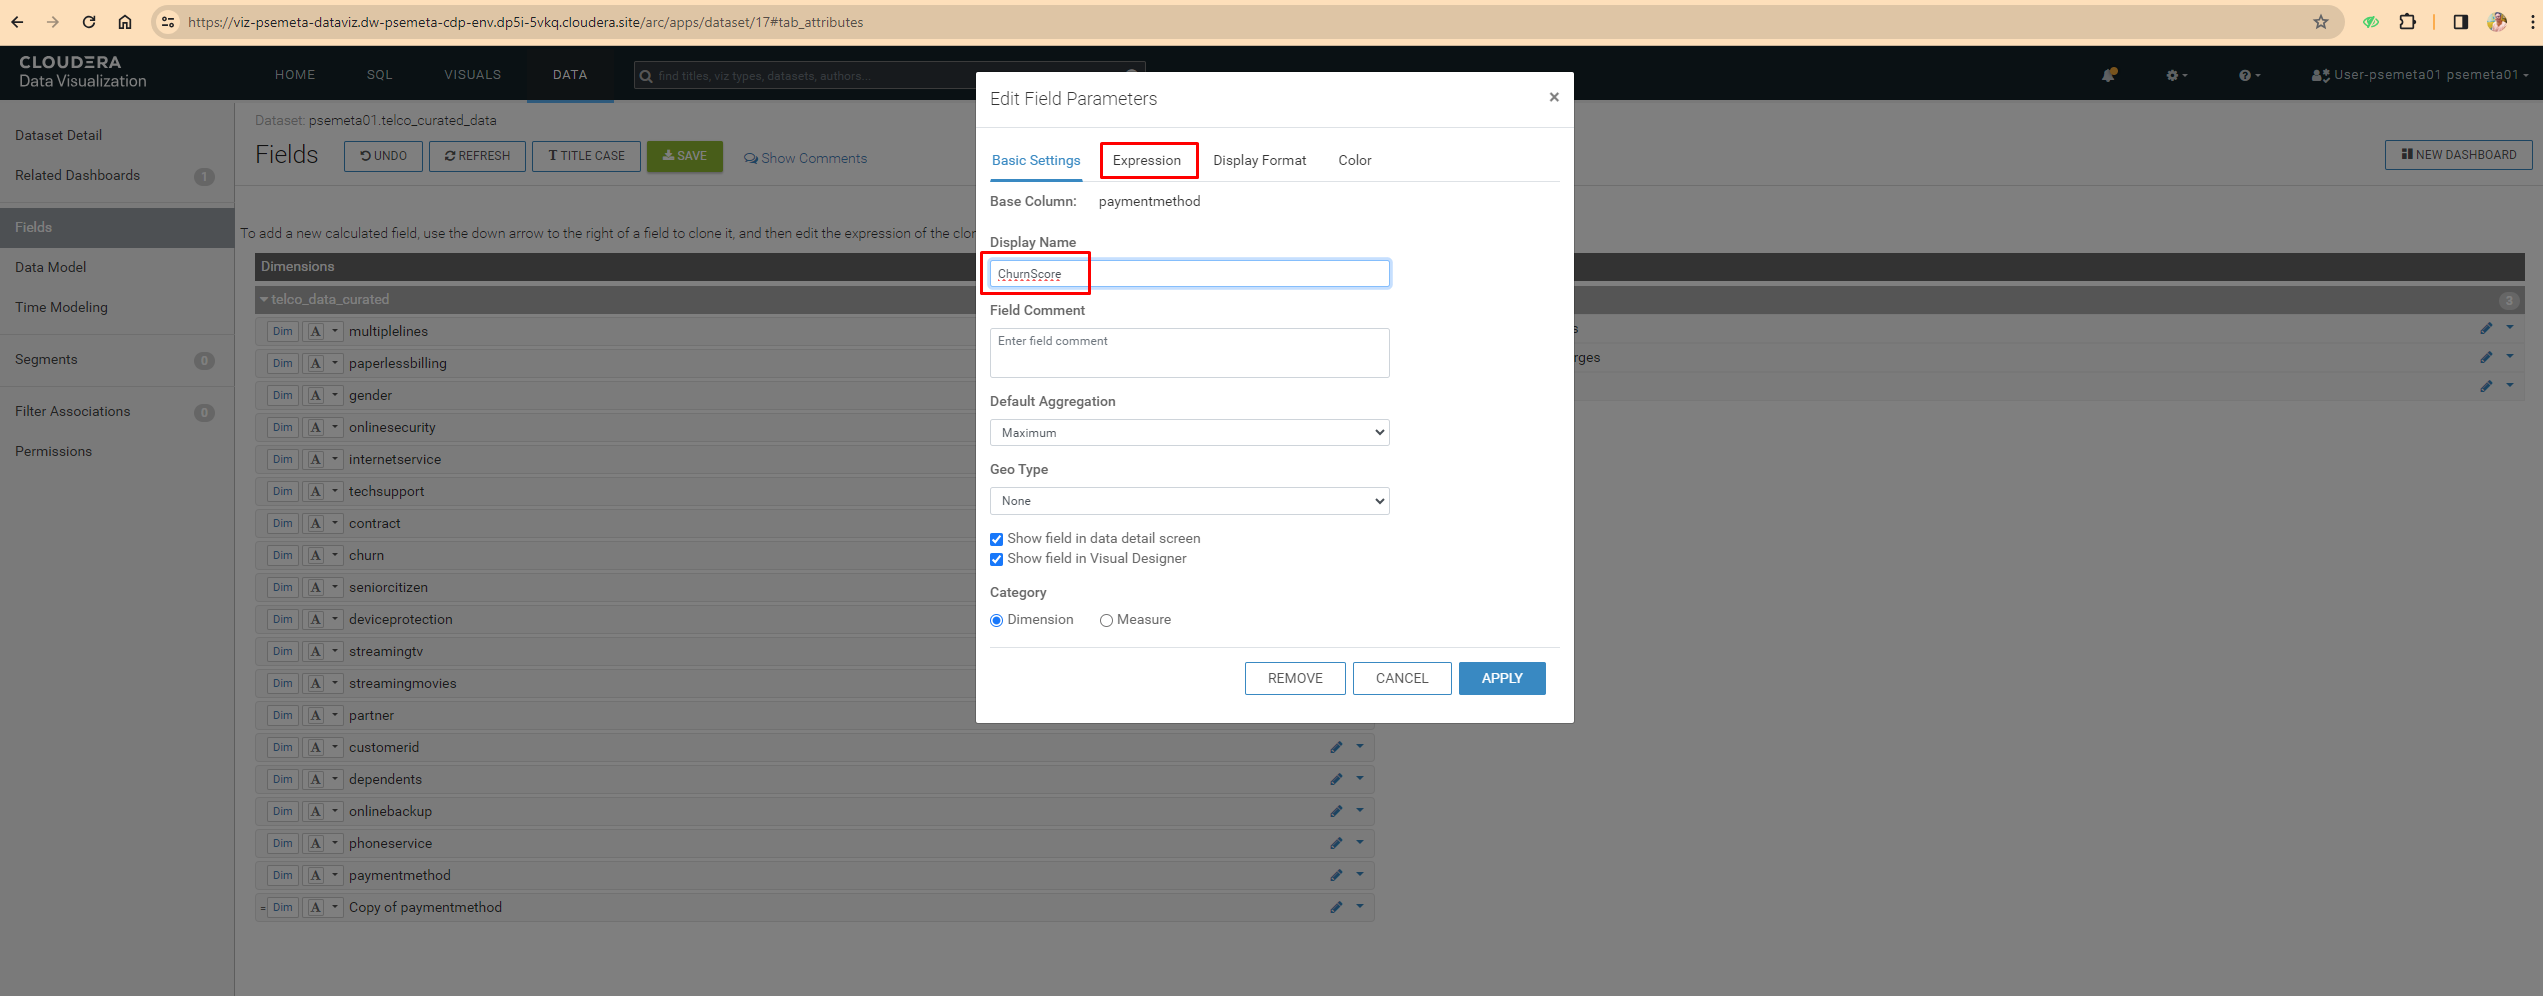 https://viz-psemeta-dataviz.dw-psemeta-cdp-env.dp5i-5vkq.cloudera.site/arc/apps/dataset/17#tab_attributes
CLOUDERA
Data Visualization
HOME
SQL
VISUALS
DATA
find titles, viz types, datasets, authors...
User-psemeta01 psemeta01
Dataset Detail
Related Dashboards 1
Fields
Data Model
Time Modeling
Segments 0
Filter Associations 0
Permissions
Dataset: psemeta01.telco_curated_data
Fields
UNDO
REFRESH
TITLE CASE
SAVE
Show Comments
NEW DASHBOARD
To add a new calculated field, use the down arrow to the right of a field to clone it, and then edit the expression of the
Dimensions
telco_data_curated
3
Dim A multiplelines
Dim A paperlessbilling
Dim A gender
Dim A onlinesecurity
Dim A internetservice
Dim A techsupport
Dim A contract
Dim A churn
Dim A seniorcitizen
Dim A deviceprotection
Dim A streamingtv
Dim A streamingmovies
Dim A partner
Dim A customerid
Dim A dependents
Dim A onlinebackup
Dim A phoneservice
Dim A paymentmethod
= Dim A Copy of paymentmethod
Edit Field Parameters
×
Basic Settings
Expression
Display Format
Color
Base Column: paymentmethod
Display Name
ChurnScore
Field Comment
Enter field comment
Default Aggregation
Maximum
Geo Type
None
Show field in data detail screen
Show field in Visual Designer
Category
Dimension
Measure
REMOVE
CANCEL
APPLY